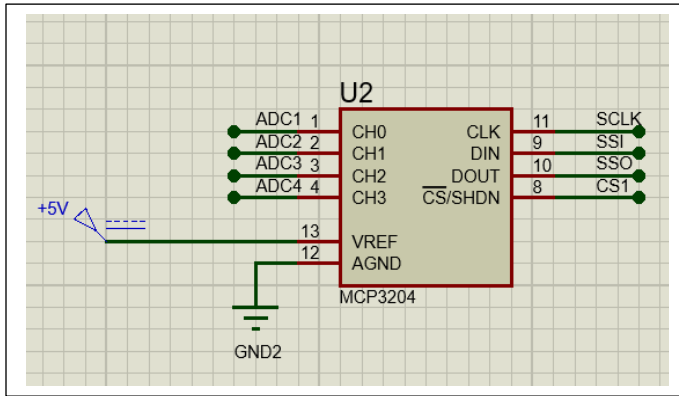 U2
ADC1 1 CH0 CLK 11 SCLK
ADC2 2 CH1 DIN 9 SSI
ADC3 3 CH2 DOUT 10 SSO
ADC4 4 CH3 CS/SHDN 8 CS1
+5V
13 VREF
12 AGND
MCP3204
GND2